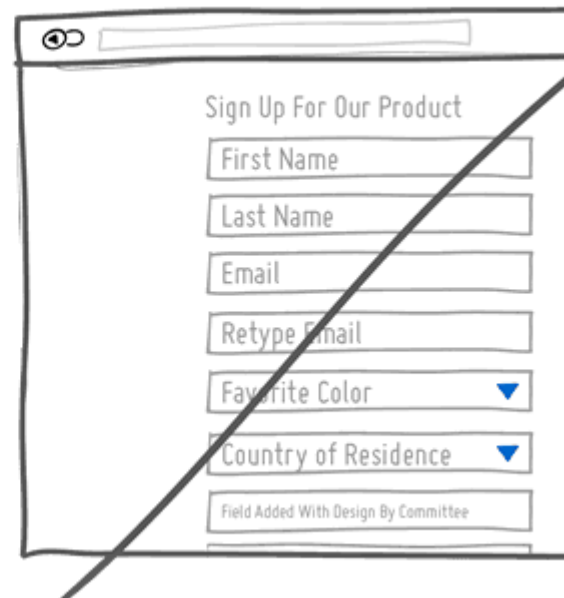 Sign Up For Our Product
First Name
Last Name
Email
Retype Email
Favorite Color
Country of Residence
Field Added With Design By Committee